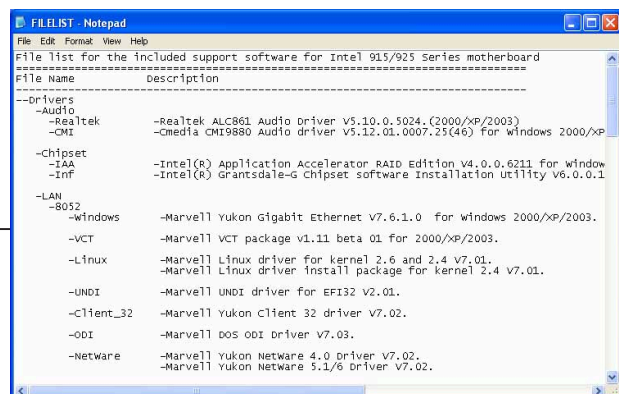 FILELIST - Notepad
File Edit Format View Help
File list for the included support software for Intel 915/925 Series motherboard
================================================================
File Name Description
----------------------------------------------------------------
--Drivers
-Audio
-Realtek -Realtek ALC861 Audio Driver V5.10.0.5024.(2000/XP/2003)
-CMI -Cmedia CMI9880 Audio driver V5.12.01.0007.25(46) for Windows 2000/XP
-Chipset
-IAA -Intel(R) Application Accelerator RAID Edition V4.0.0.6211 for Window
-Inf -Intel(R) Grantsdale-G Chipset software Installation Utility V6.0.0.1
-LAN
-8052
-Windows -Marvell Yukon Gigabit Ethernet V7.6.1.0 for Windows 2000/XP/2003.
-VCT -Marvell VCT package v1.11 beta 01 for 2000/XP/2003.
-Linux -Marvell Linux driver for kernel 2.6 and 2.4 V7.01.
-Marvell Linux driver install package for kernel 2.4 V7.01.
-UNDI -Marvell UNDI driver for EFI32 V2.01.
-Client_32 -Marvell Yukon Client 32 driver V7.02.
-ODI -Marvell DOS ODI Driver V7.03.
-NetWare -Marvell Yukon NetWare 4.0 Driver V7.02.
-Marvell Yukon NetWare 5.1/6 Driver V7.02.